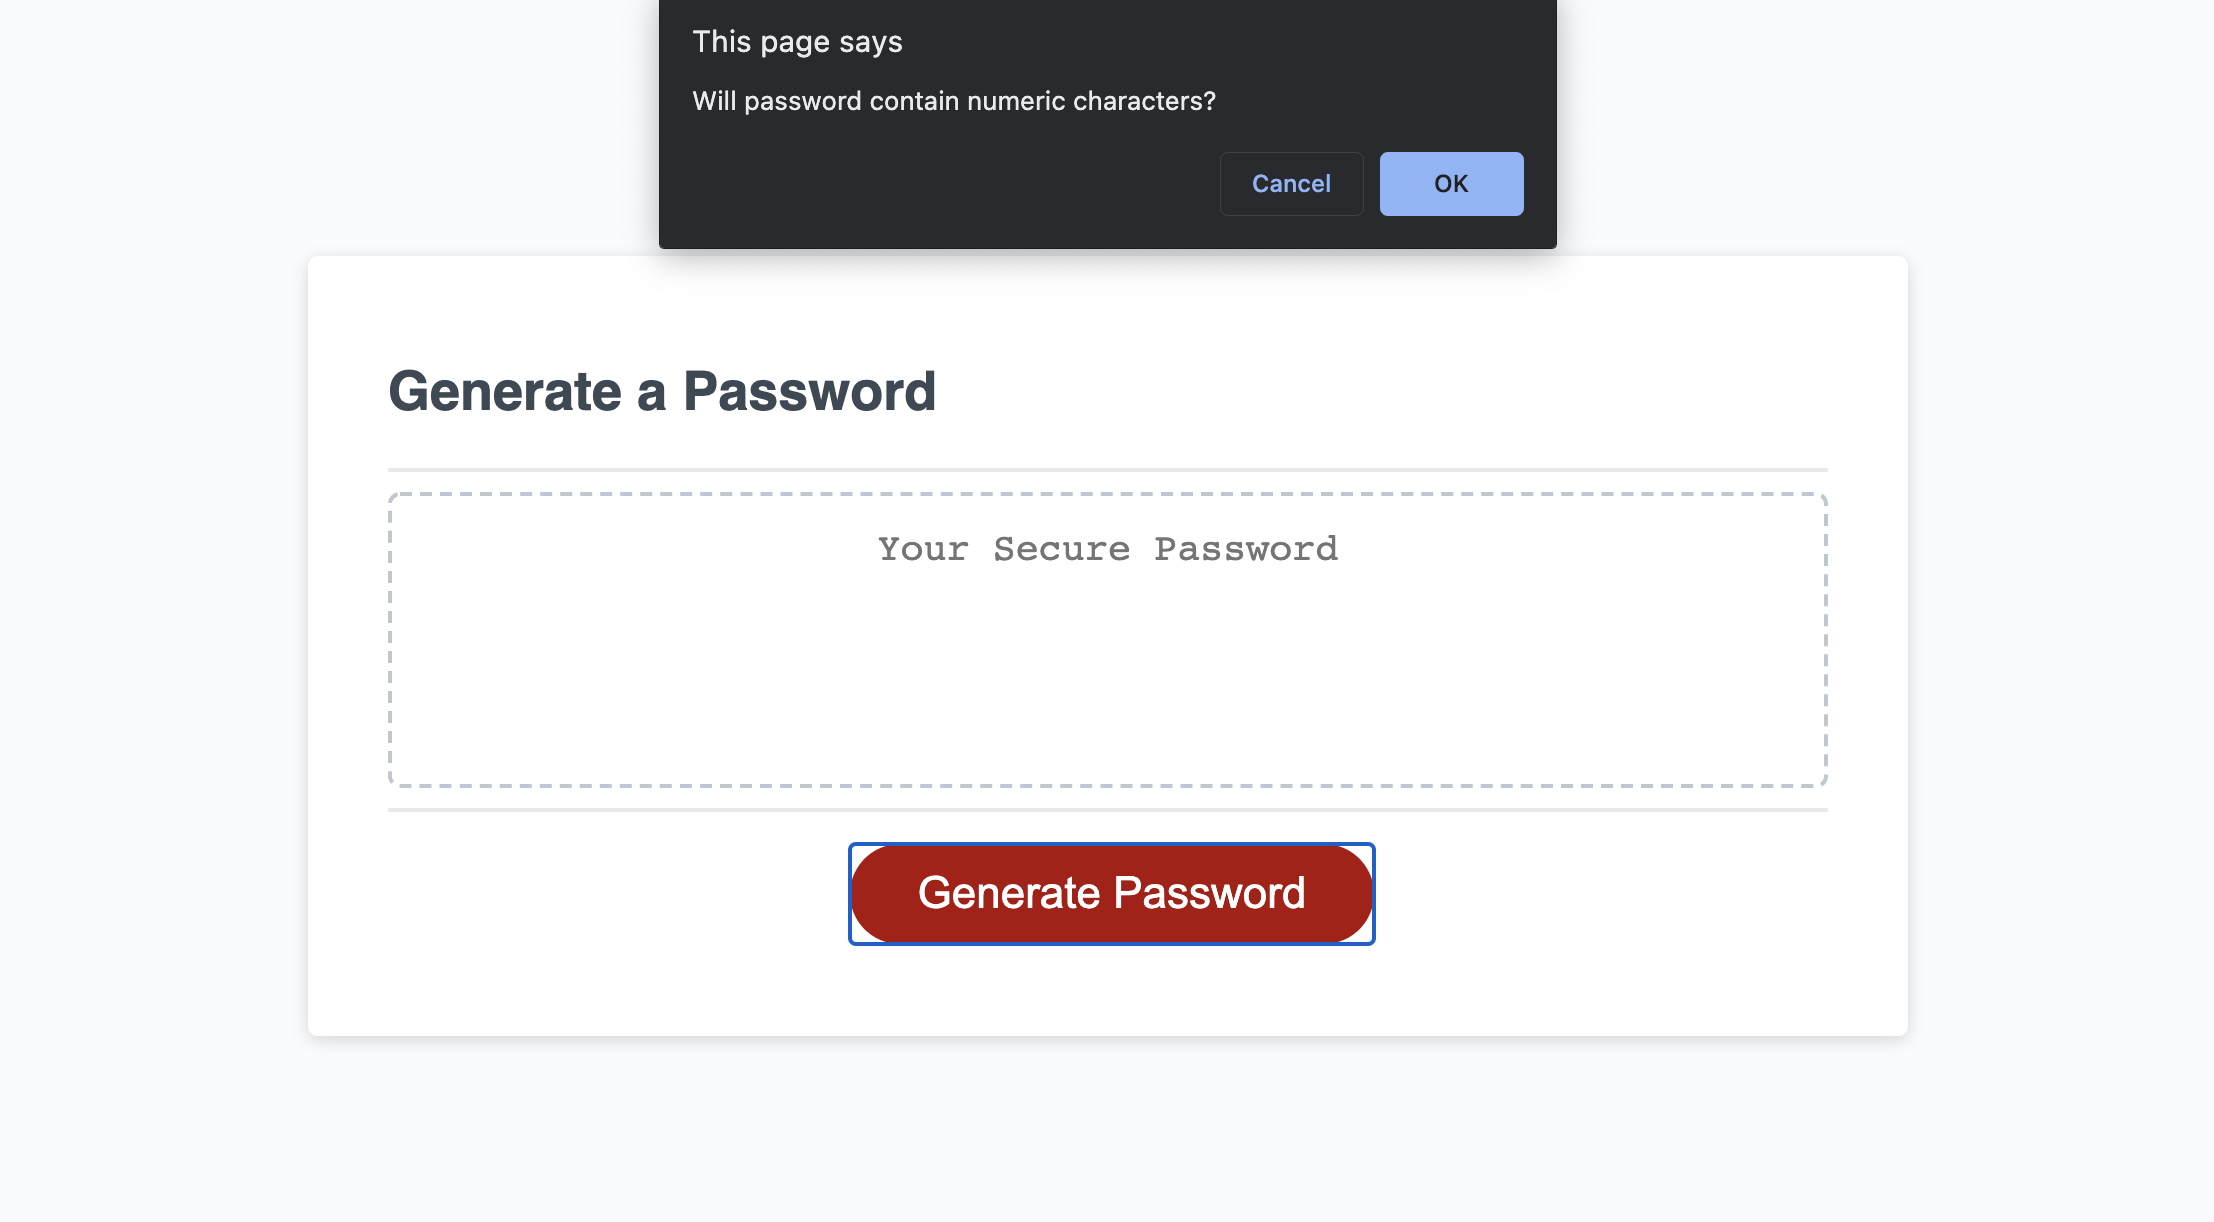 This page says
Will password contain numeric characters?
Cancel OK
Generate a Password
Your Secure Password
Generate Password